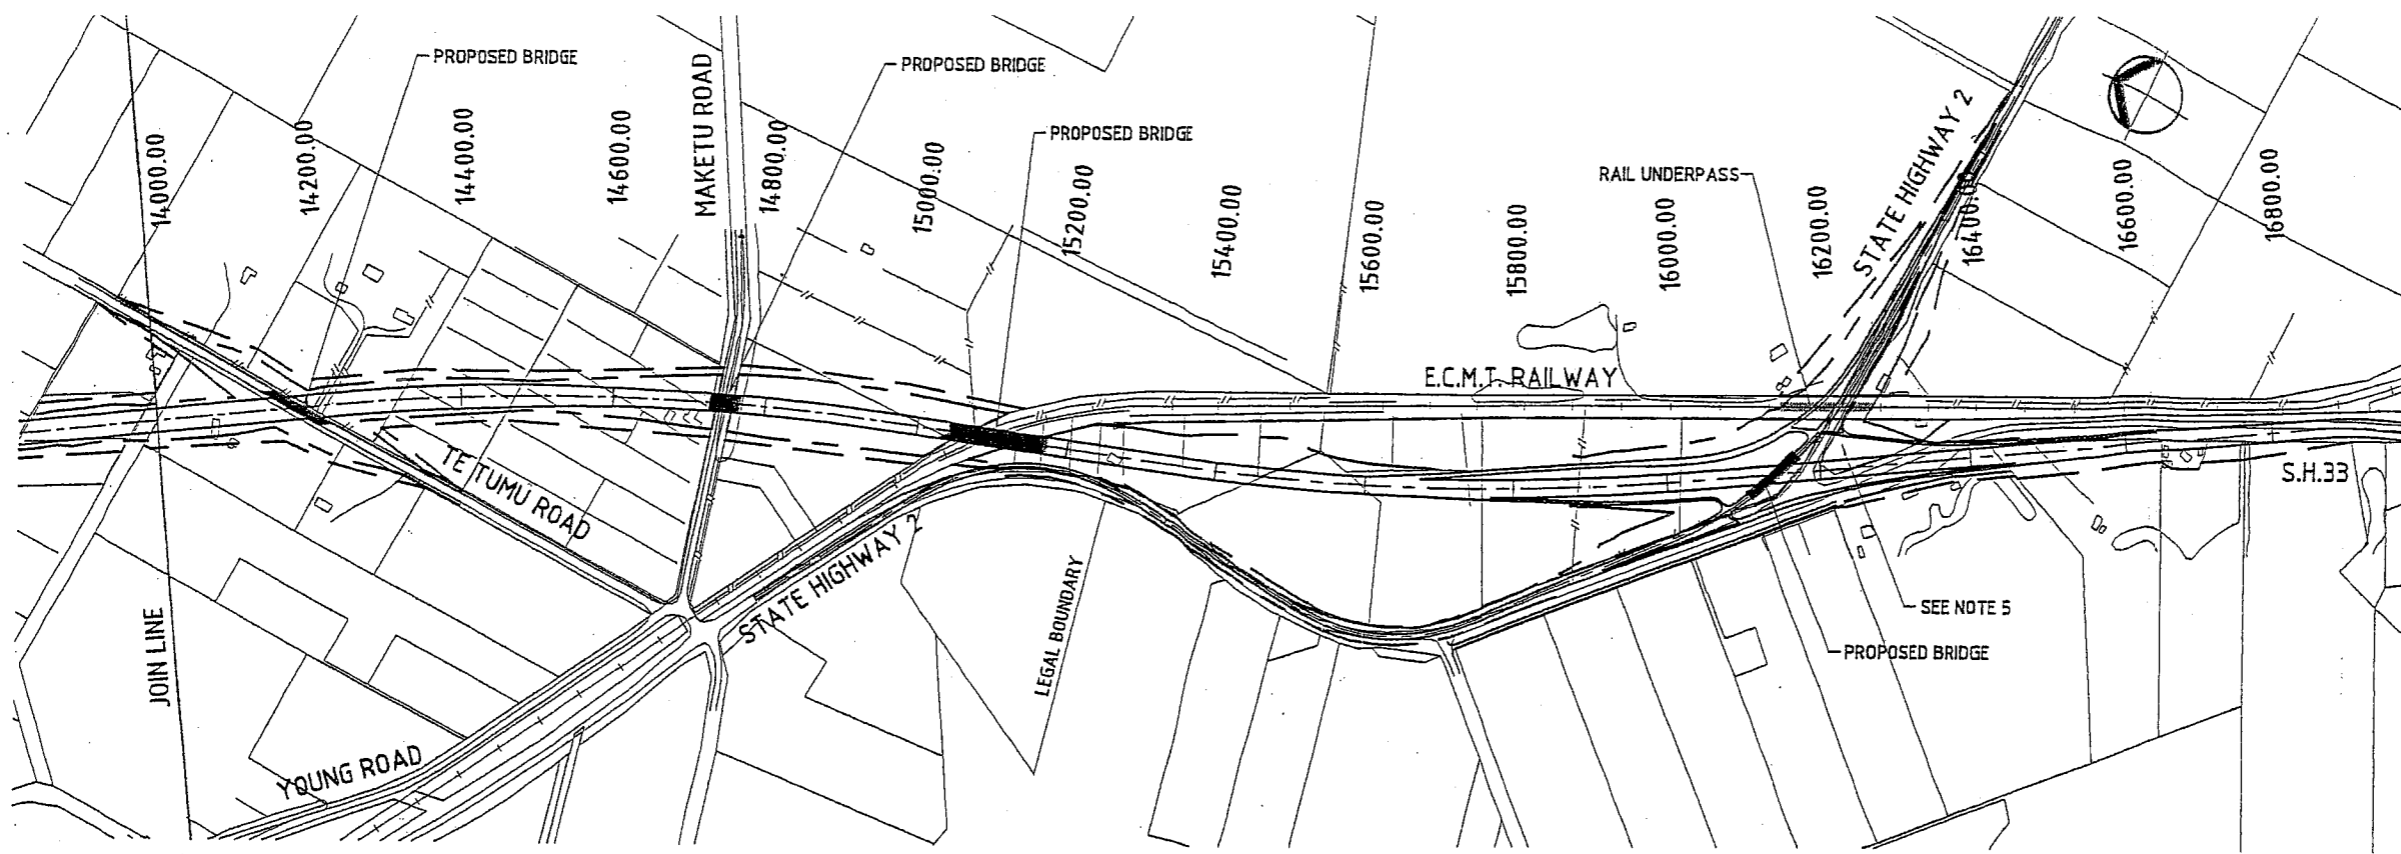 PROPOSED BRIDGE
PROPOSED BRIDGE
PROPOSED BRIDGE
MAKETU ROAD
STATE HIGHWAY 2
RAIL UNDERPASS
14000.00
14200.00
14400.00
14600.00
14800.00
15000.00
15200.00
15400.00
15600.00
15800.00
16000.00
16200.00
16400.00
16600.00
16800.00
E.C.M.T. RAILWAY
TE TUMU ROAD
S.H.33
STATE HIGHWAY 2
LEGAL BOUNDARY
SEE NOTE 5
PROPOSED BRIDGE
JOIN LINE
YOUNG ROAD